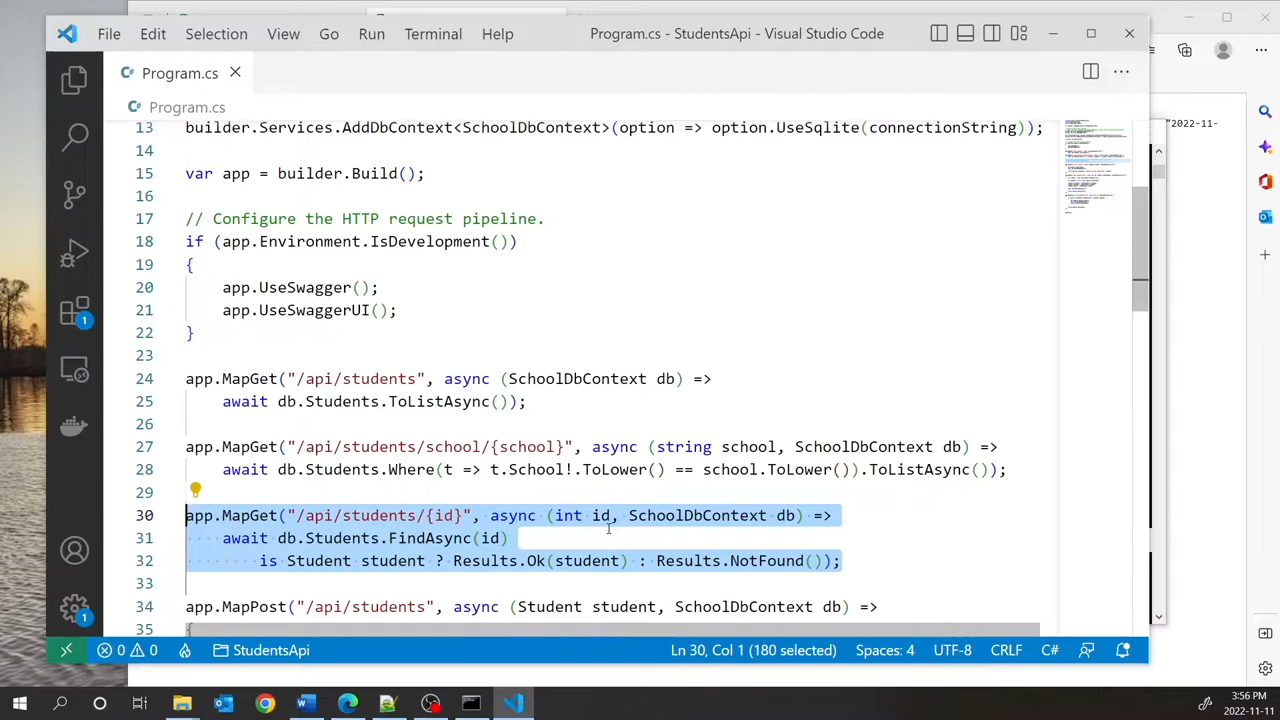 File Edit Selection View Go Run Terminal Help Program.cs - StudentsApi - Visual Studio Code
Program.cs
Program.cs
"2022-11-
13 builder.Services.AddDbContext<SchoolDbContext>(option => option.UseSqlite(connectionString));
14
15 var app = builder.Build();
16
17 // Configure the HTTP request pipeline.
18 if (app.Environment.IsDevelopment())
19 {
20 app.UseSwagger();
21 app.UseSwaggerUI();
22 }
23
24 app.MapGet("/api/students", async (SchoolDbContext db) =>
25 await db.Students.ToListAsync());
26
27 app.MapGet("/api/students/school/{school}", async (string school, SchoolDbContext db) =>
28 await db.Students.Where(t => t.School!.ToLower() == school.ToLower()).ToListAsync());
29
30 app.MapGet("/api/students/{id}", async (int id, SchoolDbContext db) =>
31 await db.Students.FindAsync(id)
32 is Student student ? Results.Ok(student) : Results.NotFound());
33
34 app.MapPost("/api/students", async (Student student, SchoolDbContext db) =>
35 {
1
1
0 0 StudentsApi Ln 30, Col 1 (180 selected) Spaces: 4 UTF-8 CRLF C#
3:56 PM
2022-11-11